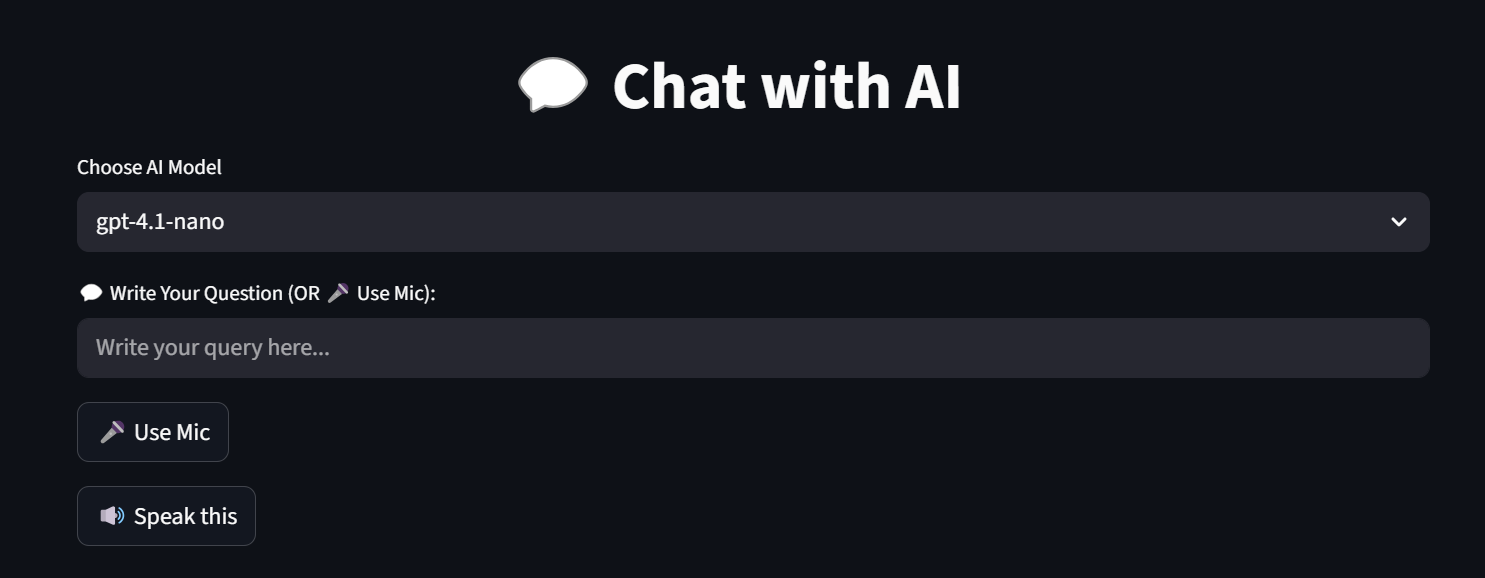 💬 Chat with AI
Choose AI Model
gpt-4.1-nano
💬 Write Your Question (OR 🎤 Use Mic):
Write your query here...
🎤 Use Mic
🔊 Speak this